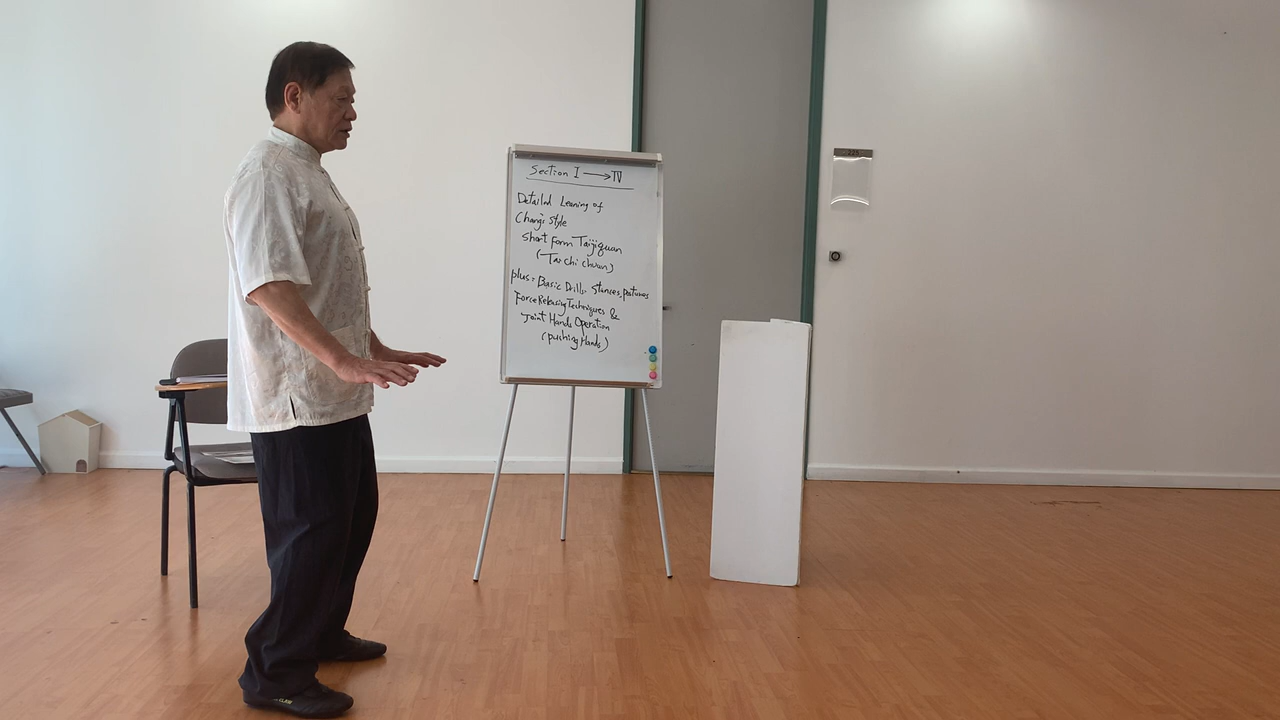 Section I → IV
Detailed Learning of
Chang's Style
Short form Taijiquan
(Tai chi chuan)
plus: Basic Drills, Stances, postures
Force Releasing Techniques &
Joint Hands Operation
(pushing Hands)